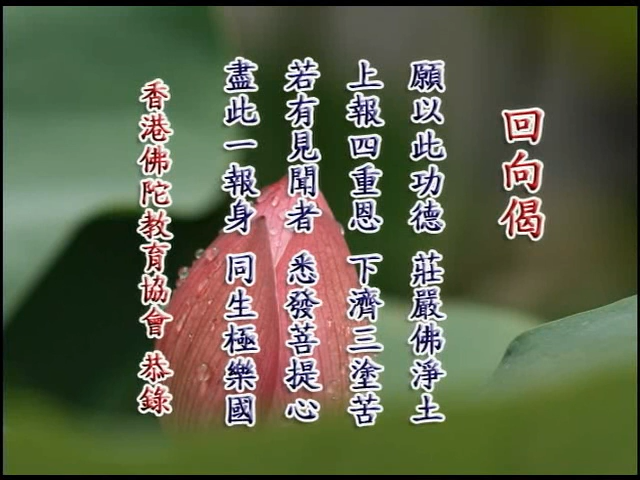 回向偈
願以此功德 莊嚴佛淨土
上報四重恩 下濟三塗苦
若有見聞者 悉發菩提心
盡此一報身 同生極樂國
香港佛陀教育協會 恭錄